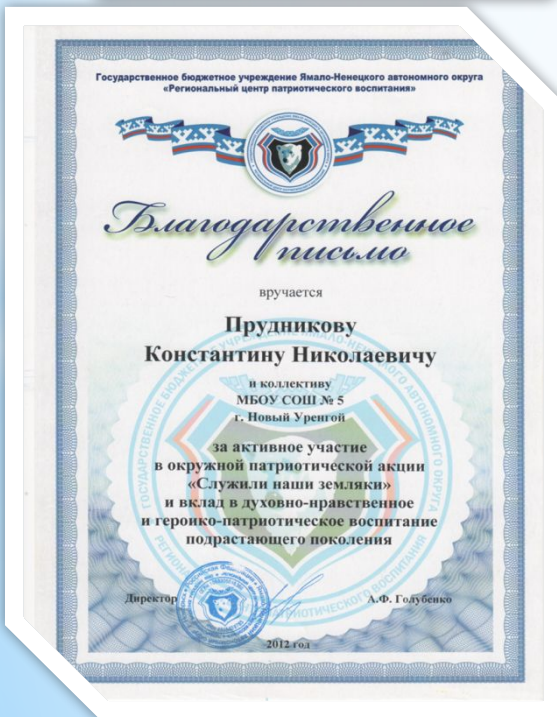 Государственное бюджетное учреждение Ямало-Ненецкого автономного округа
«Региональный центр патриотического воспитания»
Благодарственное
письмо
вручается
Прудникову
Константину Николаевичу
и коллективу
МБОУ СОШ № 5
г. Новый Уренгой
за активное участие
в окружной патриотической акции
«Служили наши земляки»
и вклад в духовно-нравственное
и героико-патриотическое воспитание
подрастающего поколения
Директор
А.Ф. Голубенко
2012 год